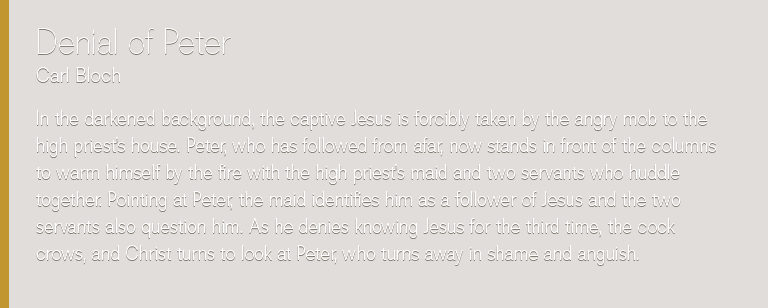 Denial of Peter
Carl Bloch
In the darkened background, the captive Jesus is forcibly taken by the angry mob to the
high priest's house. Peter, who has followed from afar, now stands in front of the columns
to warm himself by the fire with the high priest's maid and two servants who huddle
together. Pointing at Peter, the maid identifies him as a follower of Jesus and the two
servants also question him. As he denies knowing Jesus for the third time, the cock
crows, and Christ turns to look at Peter, who turns away in shame and anguish.